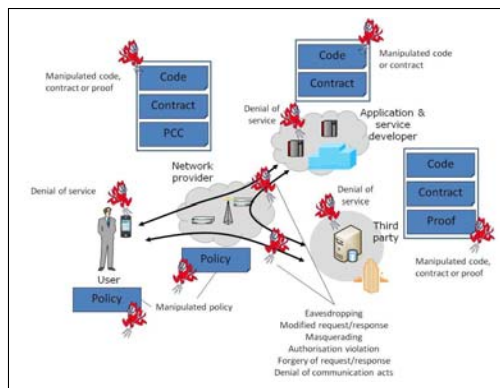 Manipulated code,
contract or proof
Code
Contract
PCC
Code
Contract
Manipulated code
or contract
Denial of
service
Application &
service
developer
Network
provider
Code
Contract
Proof
Manipulated code,
contract or proof
Denial of service
Denial of
service
Third
party
User
Policy
Policy
Manipulated policy
Eavesdropping
Modified request/response
Masquerading
Authorisation violation
Forgery of request/response
Denial of communication acts